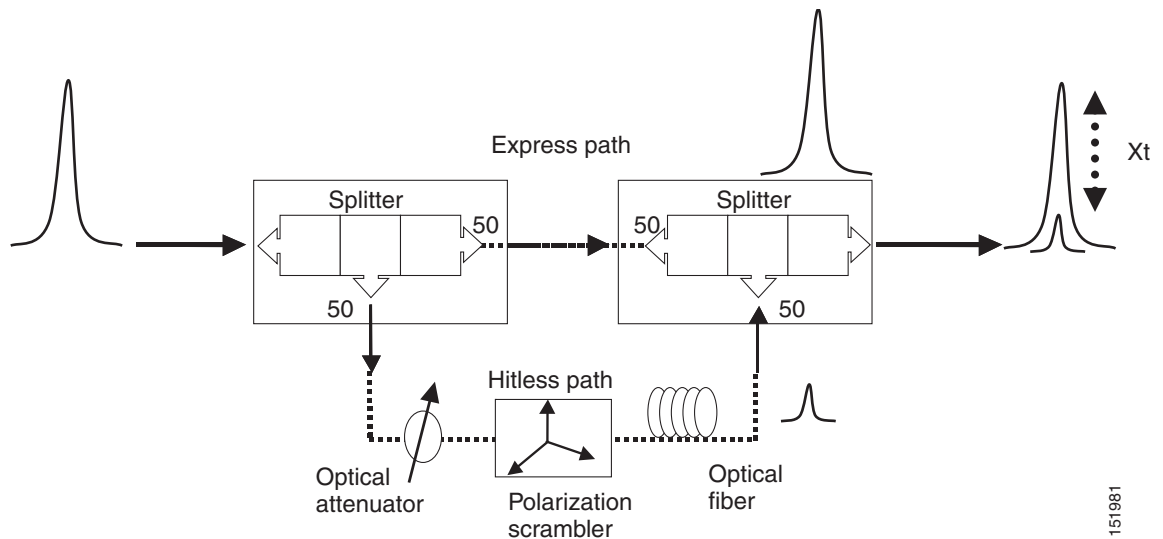 Express path
Xt
Splitter
50
50
Splitter
50
50
Hitless path
Optical
attenuator
Polarization
scrambler
Optical
fiber
151981